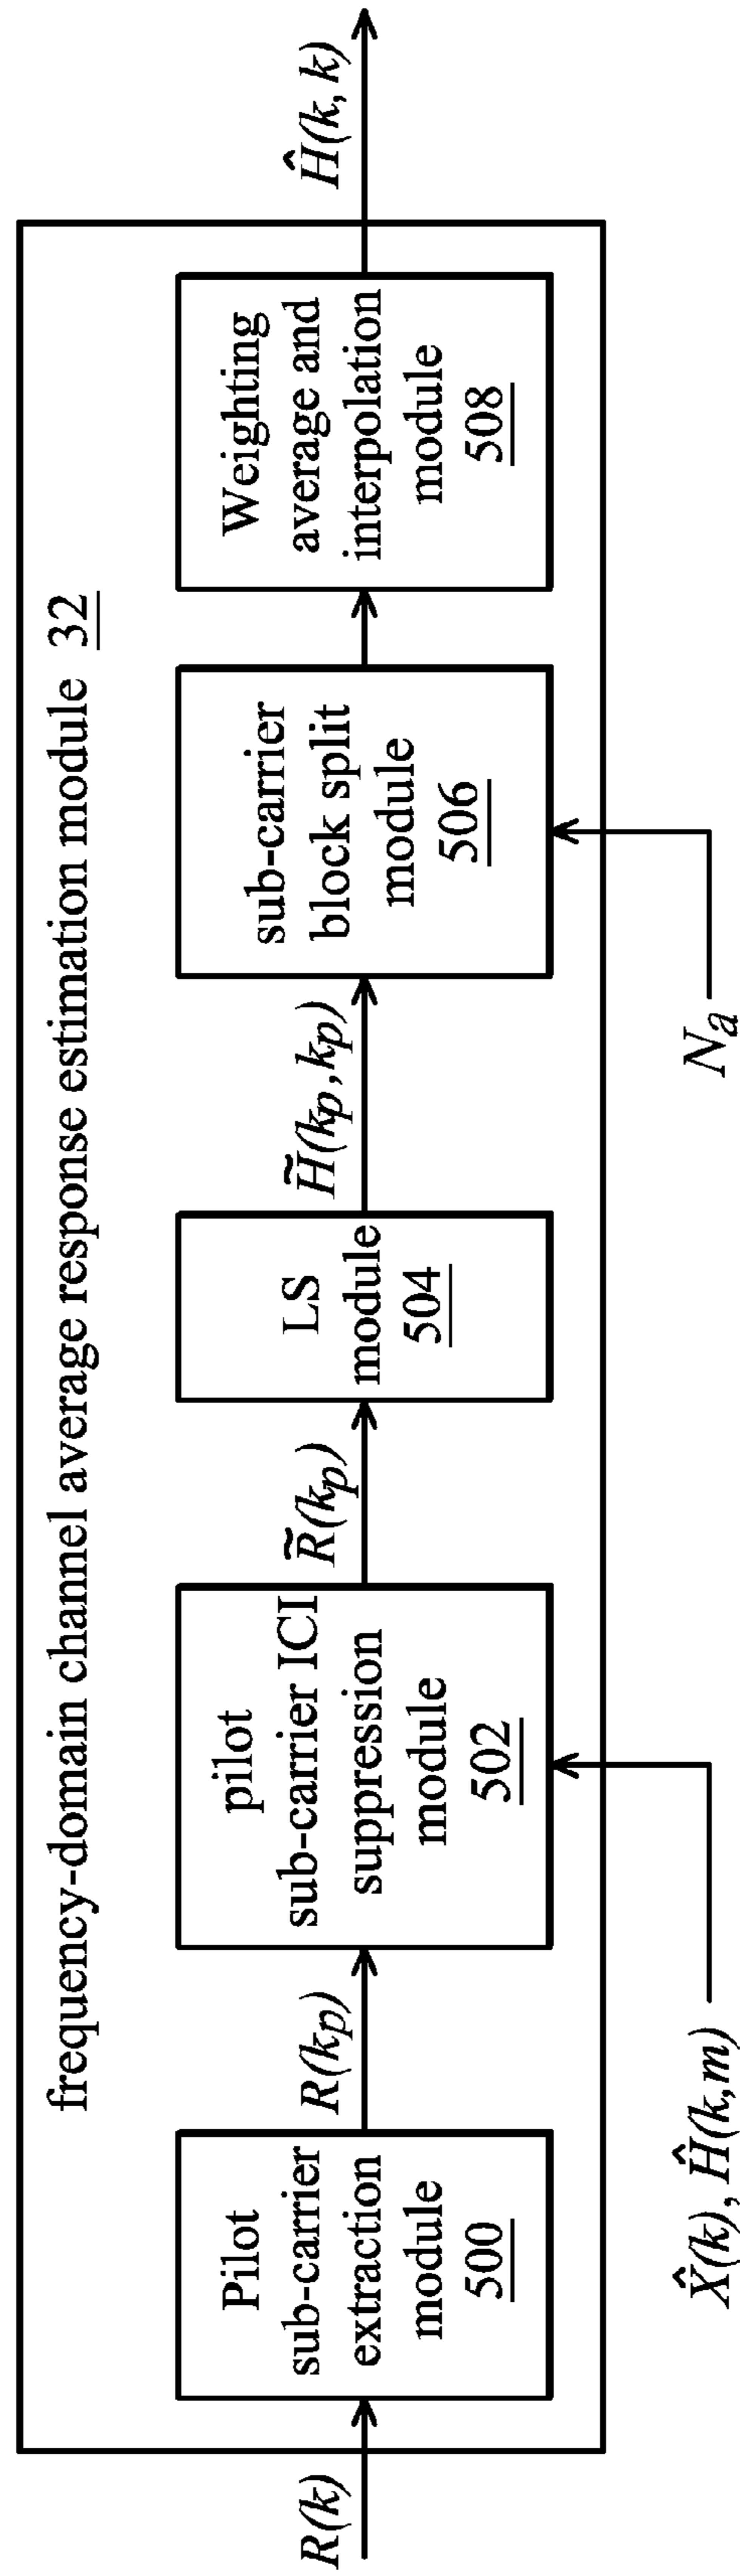 frequency-domain channel average response estimation module 32
R(k)
Pilot
sub-carrier
extraction
module
500
R(kₚ)
pilot
sub-carrier ICI
suppression
module
502
R̃(kₚ)
LS
module
504
H̃(kₚ,kₚ)
sub-carrier
block split
module
506
Weighting
average and
interpolation
module
508
Ĥ(k, k)
X̂(k), Ĥ(k,m)
Nₐ